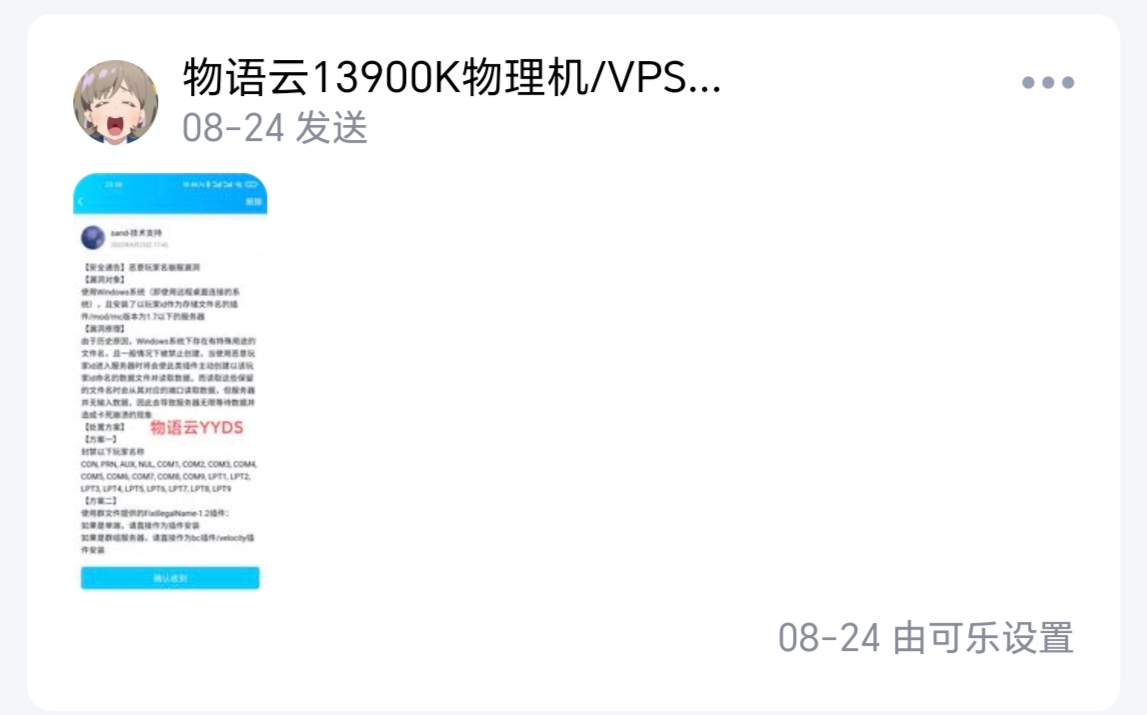 物语云13900K物理机/VPS...
08-24 发送
23:58
删除
sand-技术支持
【安全通告】恶意玩家名崩服漏洞
【漏洞对象】
使用Windows系统（即使用远程桌面连接的系
统），且安装了以玩家id作为存储文件名的插
件/mod/mc版本为1.7以下的服务器
【漏洞原理】
由于历史原因，Windows系统下存在有特殊用途的
文件名，且一般情况下被禁止创建，当使用恶意玩
家id进入服务器时将会使此类插件主动创建以该玩
家id命名的数据文件并读取数据，而读取这些保留
的文件名时会从其对应的端口读取数据，但服务器
并无输入数据，因此会导致服务器无限等待数据并
造成卡死崩溃的现象
【处置方案】
物语云YYDS
【方案一】
封禁以下玩家名称
CON, PRN, AUX, NUL, COM1, COM2, COM3, COM4,
COM5, COM6, COM7, COM8, COM9, LPT1, LPT2,
LPT3, LPT4, LPT5, LPT6, LPT7, LPT8, LPT9
【方案二】
使用群文件提供的FixIllegalName-1.2插件：
如果是单端，请直接作为插件安装
如果是群组服务器，请直接作为bc插件/velocity插
件安装
确认收到
08-24 由可乐设置